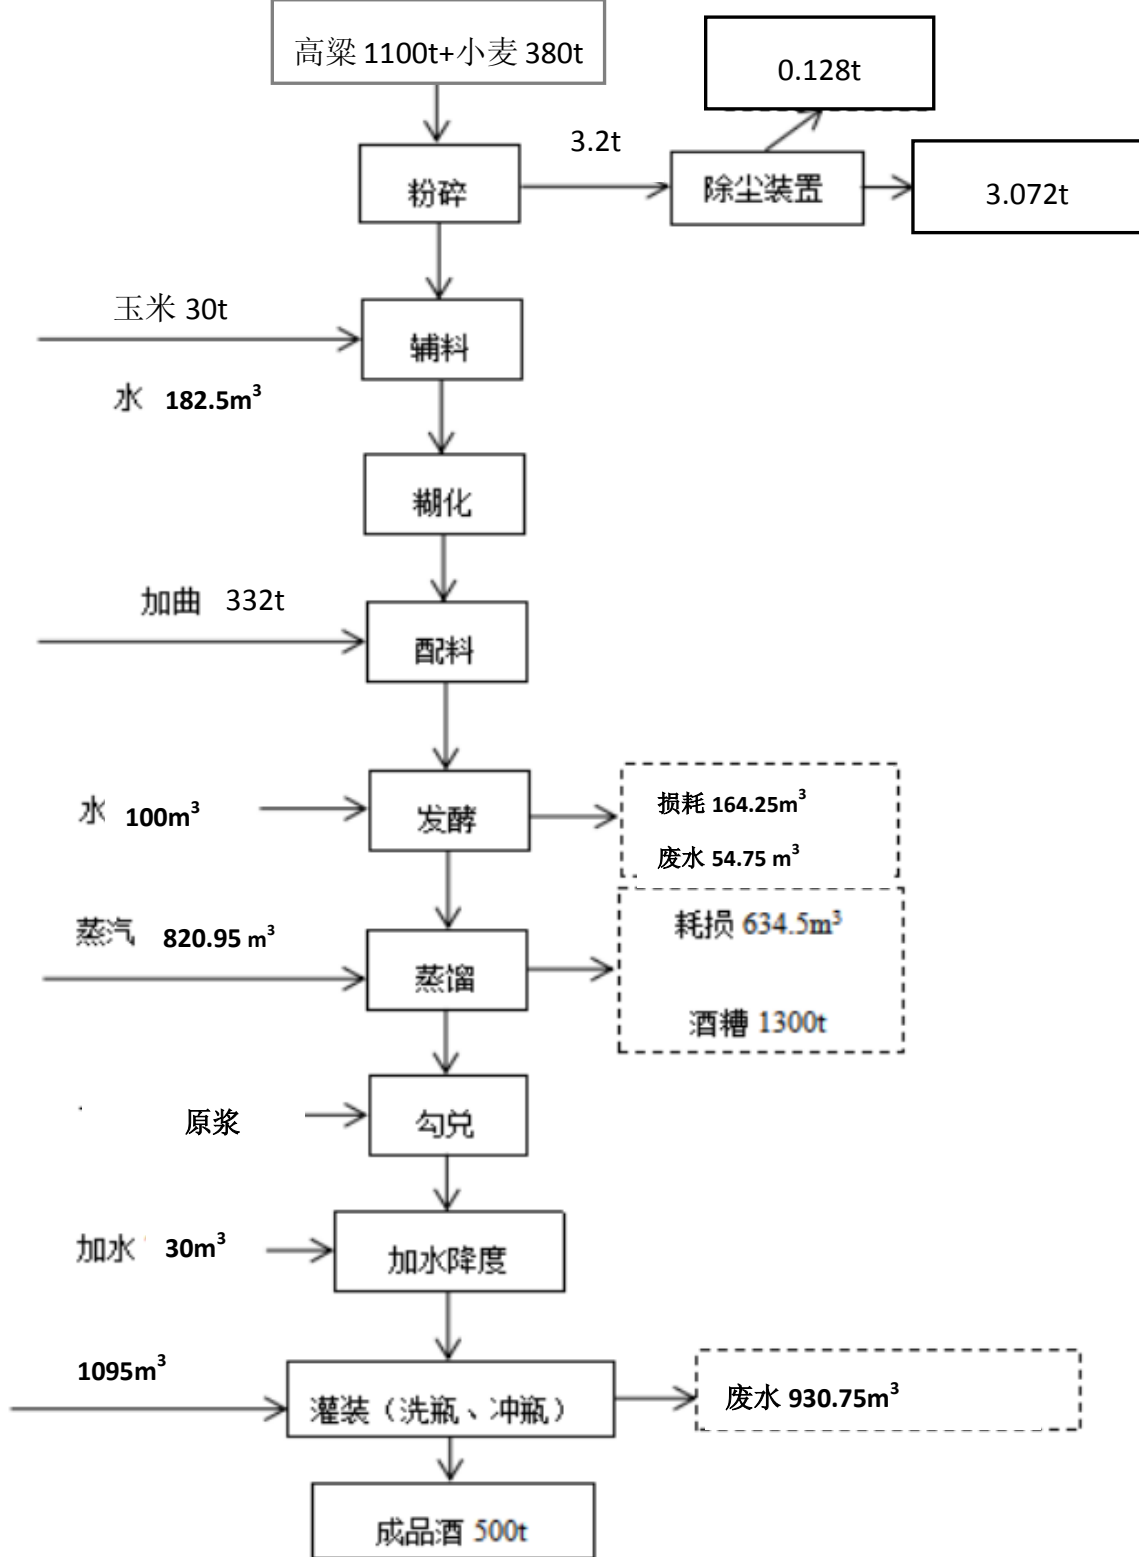 高粱 1100t+小麦 380t
0.128t
3.2t
粉碎
除尘装置
3.072t
玉米 30t
辅料
水 182.5m³
糊化
加曲 332t
配料
水 100m³
发酵
损耗 164.25m³
废水 54.75 m³
蒸汽 820.95 m³
蒸馏
耗损 634.5m³
酒糟 1300t
原浆
勾兑
加水 30m³
加水降度
1095m³
灌装（洗瓶、冲瓶）
废水 930.75m³
成品酒 500t